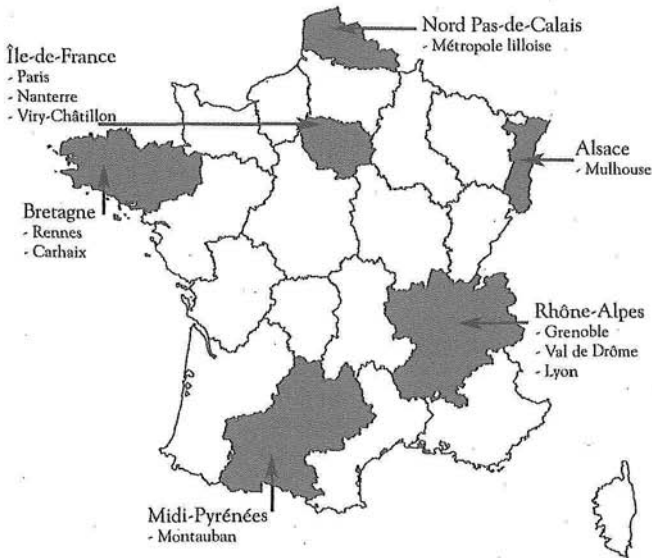 Nord Pas-de-Calais
- Métropole lilloise
Île-de-France
- Paris
- Nanterre
- Viry-Châtillon
Alsace
- Mulhouse
Bretagne
- Rennes
- Carhaix
Rhône-Alpes
- Grenoble
- Val de Drôme
- Lyon
Midi-Pyrénées
- Montauban